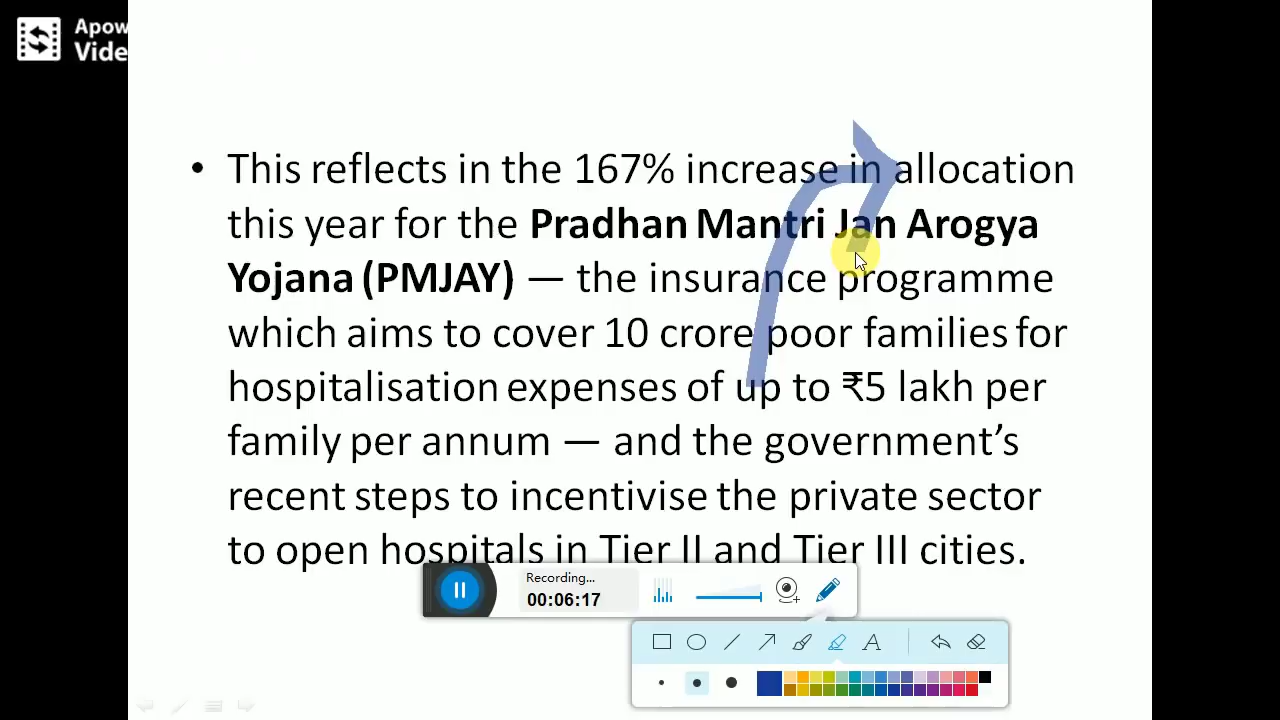 Apow
Vide
• This reflects in the 167% increase in allocation
this year for the Pradhan Mantri Jan Arogya
Yojana (PMJAY) — the insurance programme
which aims to cover 10 crore poor families for
hospitalisation expenses of up to ₹5 lakh per
family per annum — and the government’s
recent steps to incentivise the private sector
to open hospitals in Tier II and Tier III cities.
Recording...
00:06:17
A